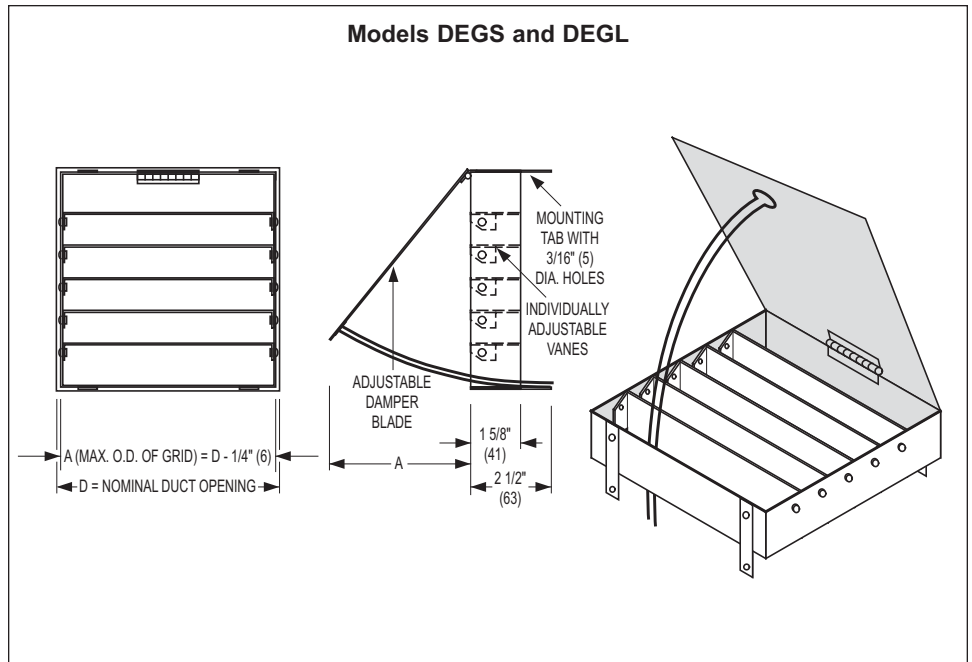 Models DEGS and DEGL
A (MAX. O.D. OF GRID) = D - 1/4" (6)
D = NOMINAL DUCT OPENING
MOUNTING
TAB WITH
3/16" (5)
DIA. HOLES
INDIVIDUALLY
ADJUSTABLE
VANES
ADJUSTABLE
DAMPER
BLADE
A
1 5/8"
(41)
2 1/2"
(63)